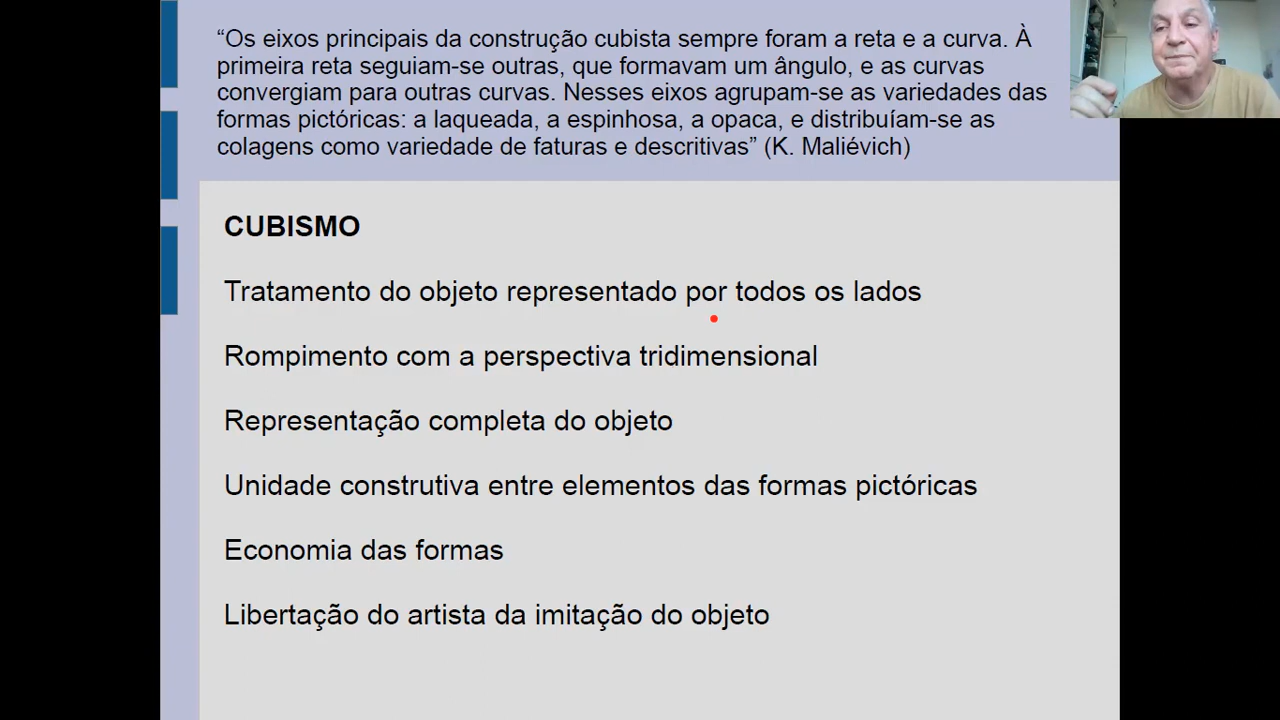 “Os eixos principais da construção cubista sempre foram a reta e a curva. À
primeira reta seguiam-se outras, que formavam um ângulo, e as curvas
convergiam para outras curvas. Nesses eixos agrupam-se as variedades das
formas pictóricas: a laqueada, a espinhosa, a opaca, e distribuíam-se as
colagens como variedade de faturas e descritivas” (K. Maliévich)
CUBISMO
Tratamento do objeto representado por todos os lados
Rompimento com a perspectiva tridimensional
Representação completa do objeto
Unidade construtiva entre elementos das formas pictóricas
Economia das formas
Libertação do artista da imitação do objeto